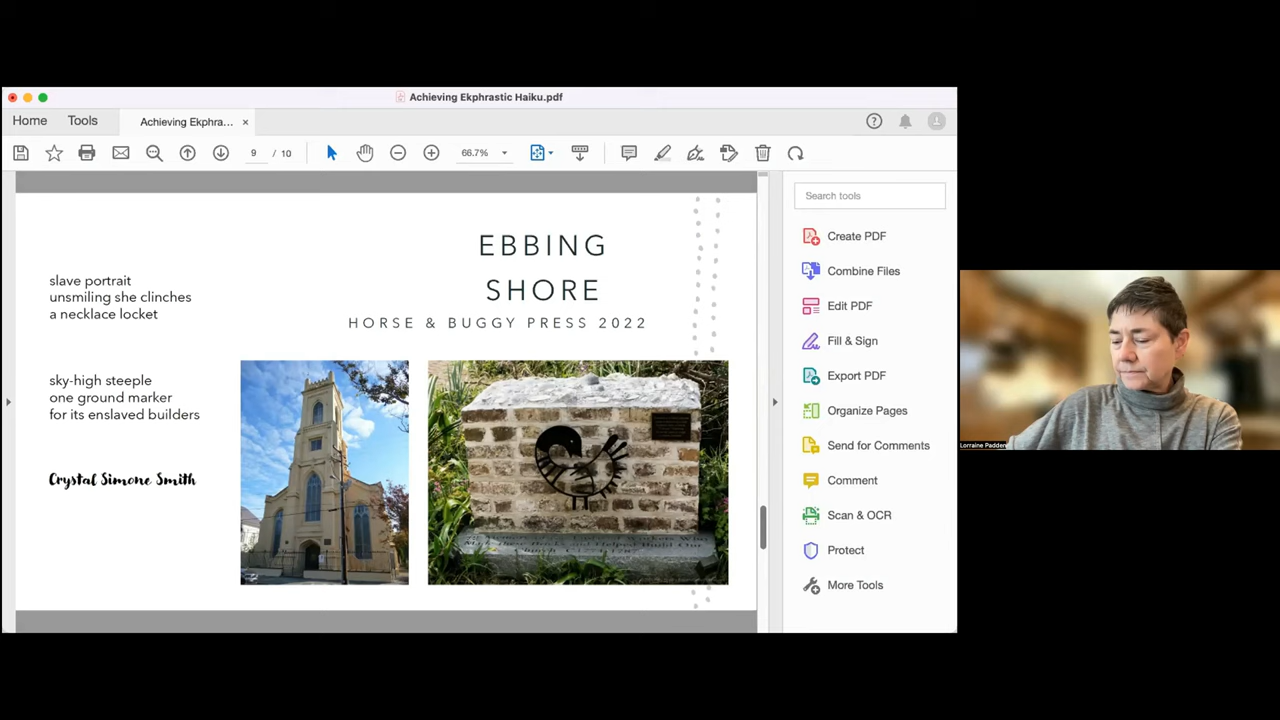 Achieving Ekphrastic Haiku.pdf
Home
Tools
Achieving Ekphra...
9
/ 10
66.7%
Search tools
Create PDF
Combine Files
Edit PDF
Fill & Sign
Export PDF
Organize Pages
Send for Comments
Comment
Scan & OCR
Protect
More Tools
EBBING
SHORE
HORSE & BUGGY PRESS 2022
slave portrait
unsmiling she clinches
a necklace locket
sky-high steeple
one ground marker
for its enslaved builders
Crystal Simone Smith
Lorraine Padden